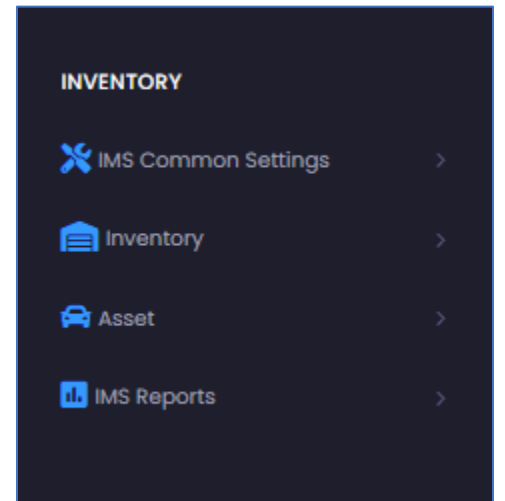 INVENTORY
IMS Common Settings
Inventory
Asset
IMS Reports